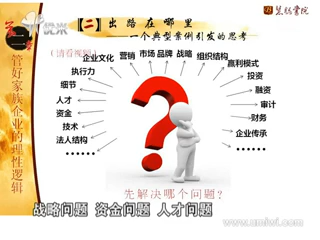 【二】出路在哪里
——一个典型案例引发的思考
(请看视频)
企业文化
营销
市场
品牌
战略
组织结构
赢利模式
执行力
细节
人才
资金
技术
法人结构
投资
融资
审计
财务
企业传承
管好家族企业的理性逻辑
先解决哪个问题?
战略问题 资金问题 人才问题